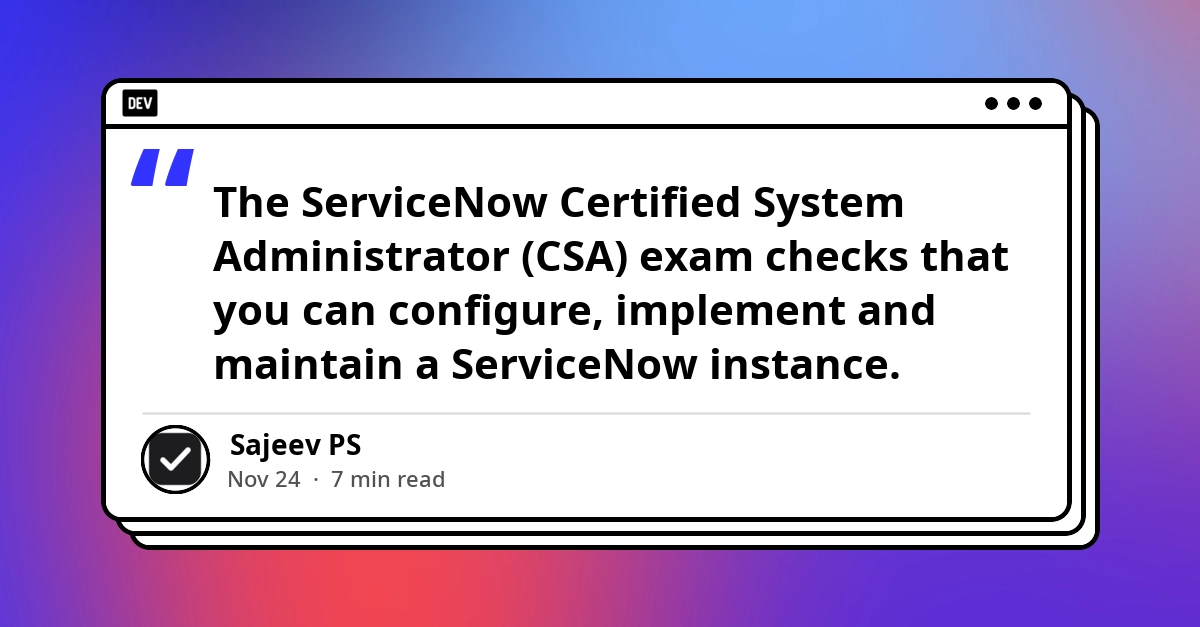 DEV
“
The ServiceNow Certified System
Administrator (CSA) exam checks that
you can configure, implement and
maintain a ServiceNow instance.
Sajeev PS
Nov 24 · 7 min read